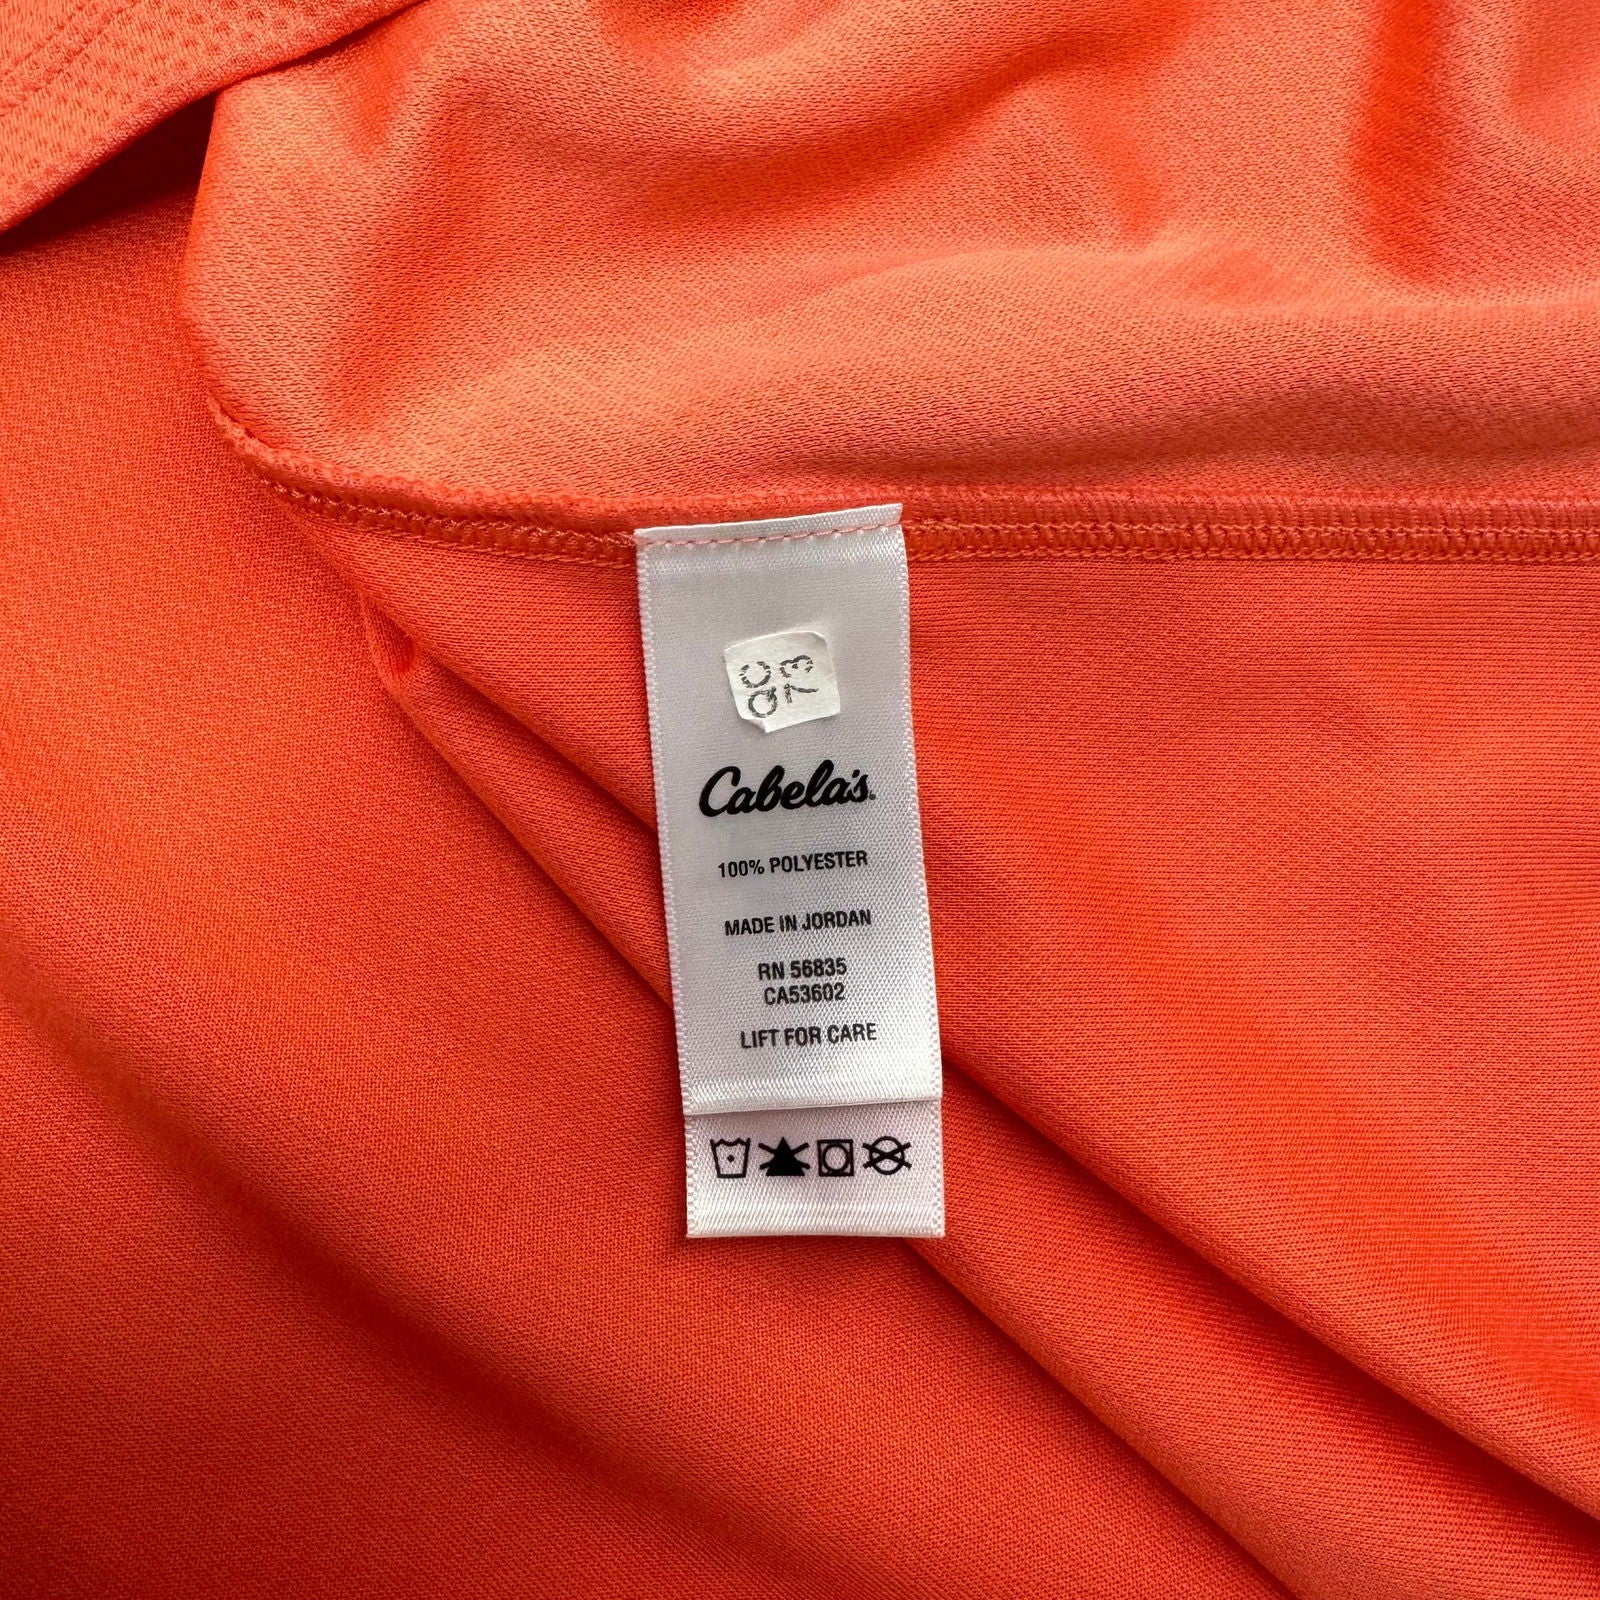 QC
73
Cabela's.
100% POLYESTER
MADE IN JORDAN
RN 56835
CA53602
LIFT FOR CARE